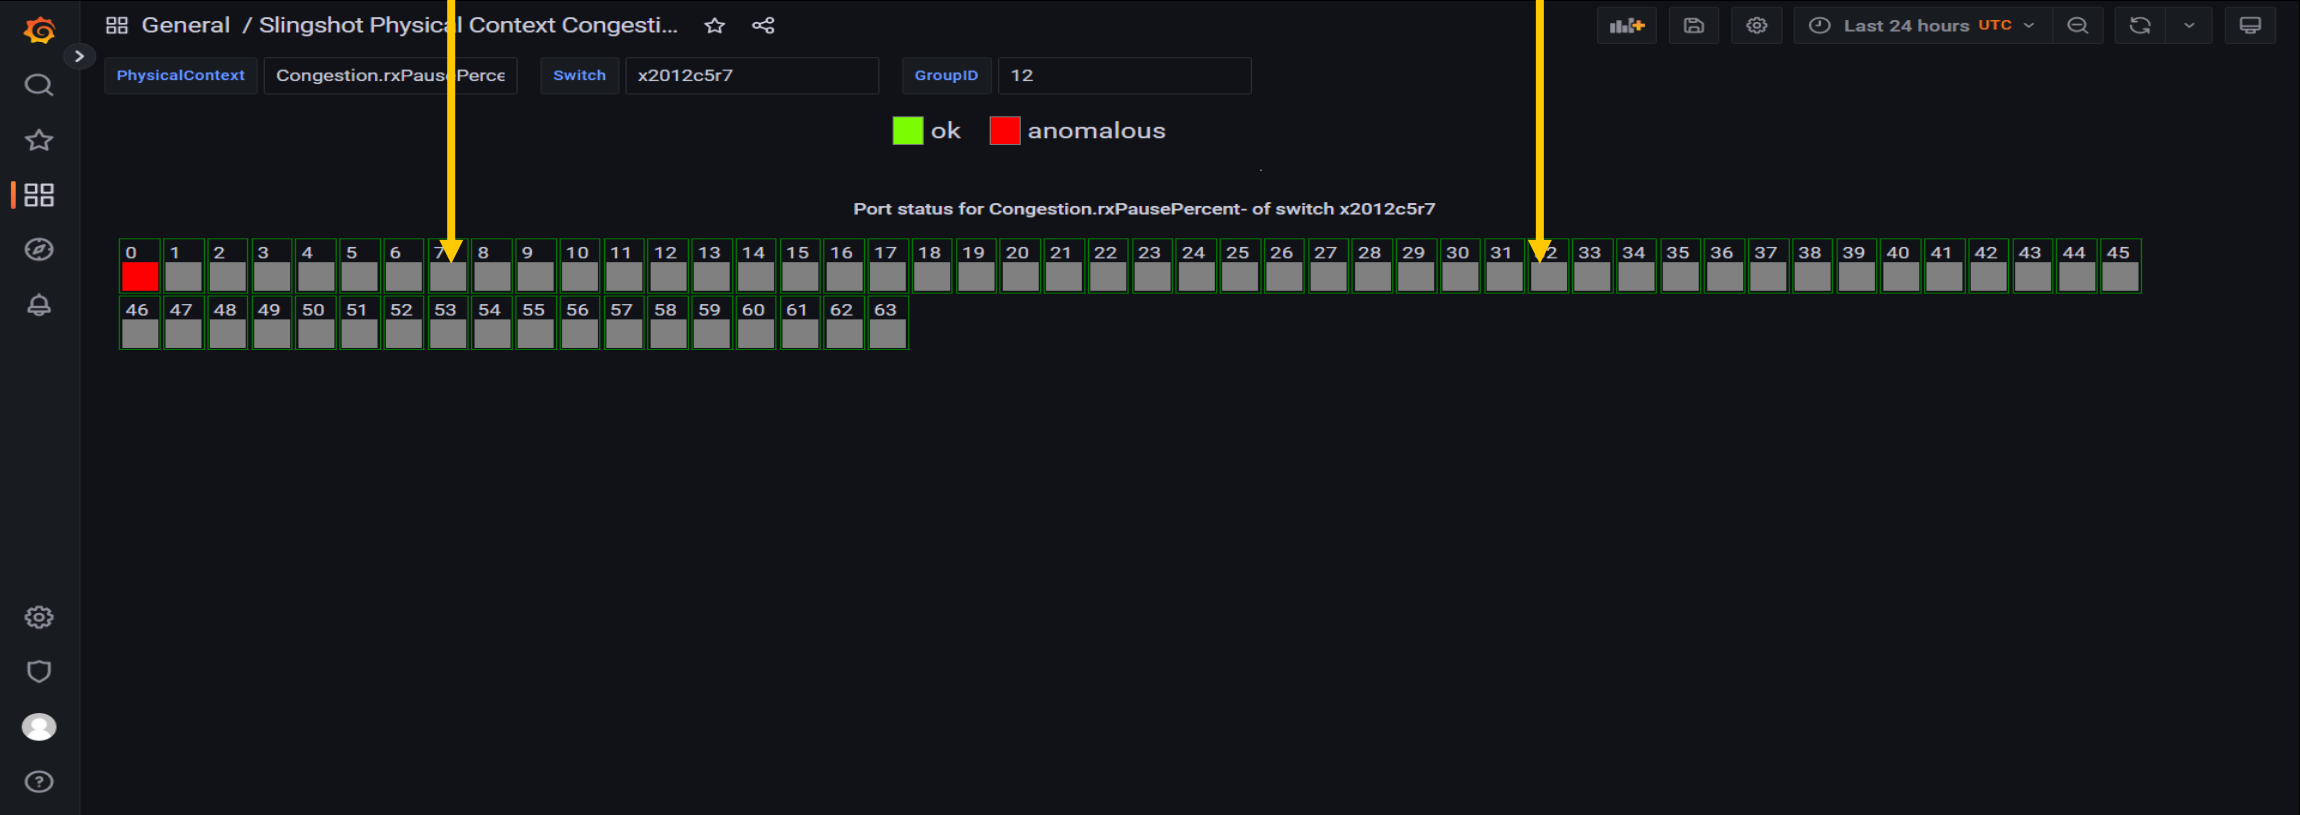 General / Slingshot Physical Context Congesti...
Last 24 hours UTC
PhysicalContext Congestion.rxPausePerce Switch x2012c5r7 GroupID 12
ok anomalous
Port status for Congestion.rxPausePercent- of switch x2012c5r7
0 1 2 3 4 5 6 7 8 9 10 11 12 13 14 15 16 17 18 19 20 21 22 23 24 25 26 27 28 29 30 31 32 33 34 35 36 37 38 39 40 41 42 43 44 45
46 47 48 49 50 51 52 53 54 55 56 57 58 59 60 61 62 63